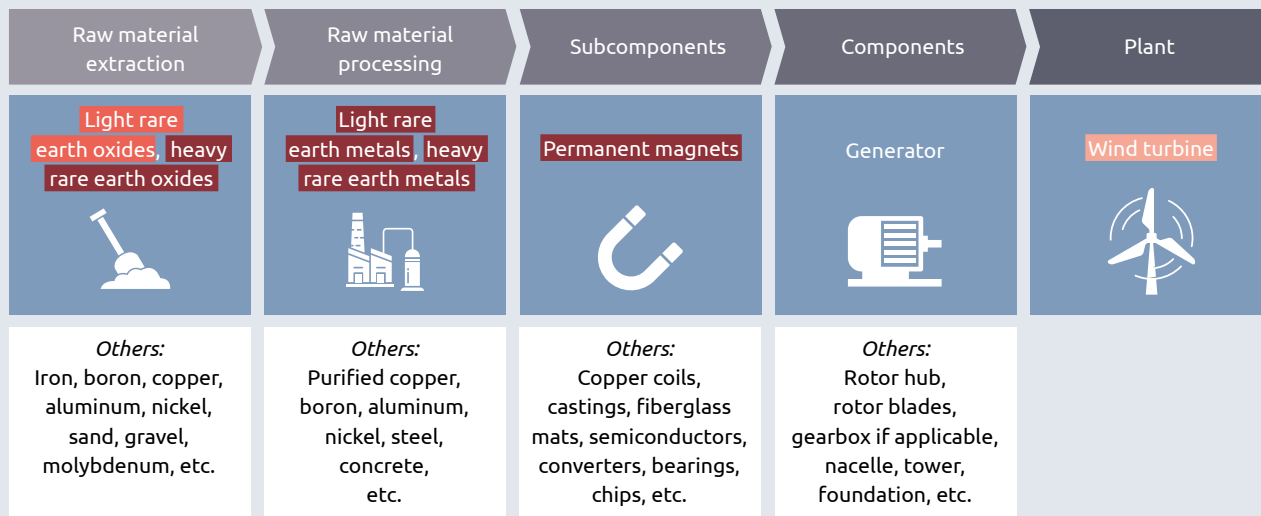 Raw material
extraction
Raw material
processing
Subcomponents
Components
Plant
Light rare
earth oxides, heavy
rare earth oxides
Light rare
earth metals, heavy
rare earth metals
Permanent magnets
Generator
Wind turbine
Others:
Iron, boron, copper,
aluminum, nickel,
sand, gravel,
molybdenum, etc.
Others:
Purified copper,
boron, aluminum,
nickel, steel,
concrete,
etc.
Others:
Copper coils,
castings, fiberglass
mats, semiconductors,
converters, bearings,
chips, etc.
Others:
Rotor hub,
rotor blades,
gearbox if applicable,
nacelle, tower,
foundation, etc.